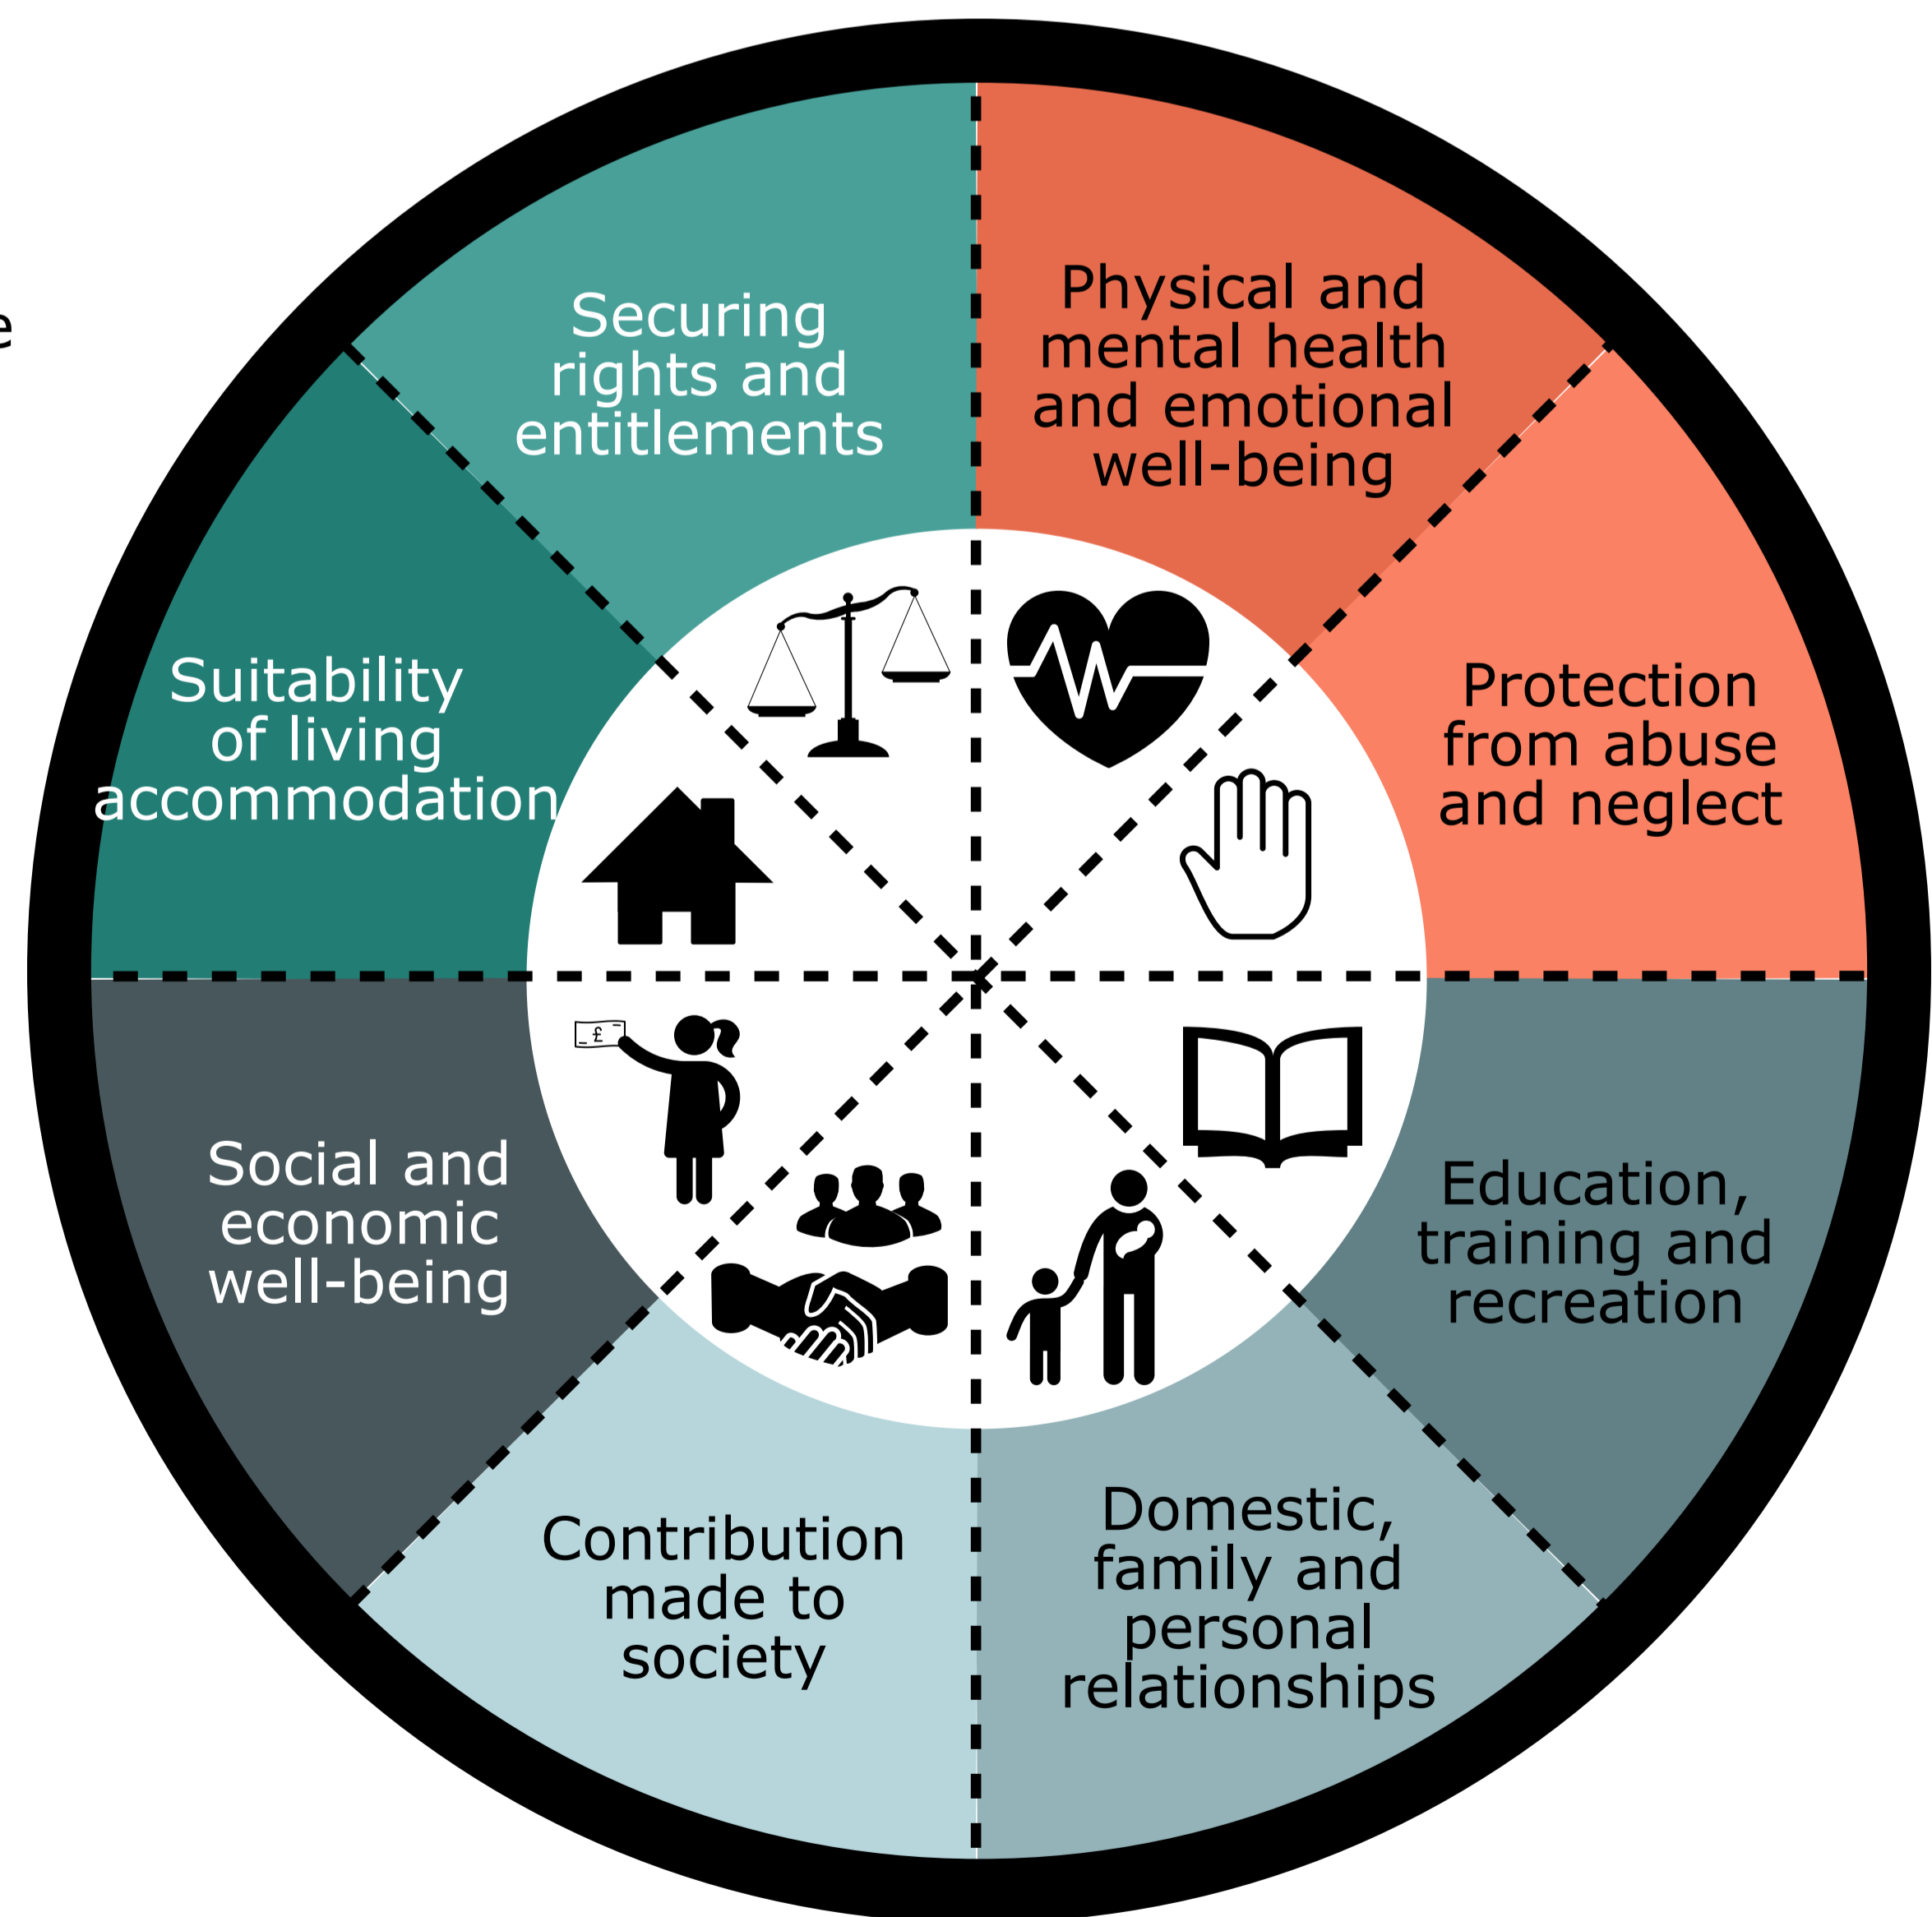 e
Securing
rights and
entitlements
Physical and
mental health
and emotional
well-being
Suitability
of living
accommodation
Protection
from abuse
and neglect
£
Social and
economic
well-being
Education,
training and
recreation
Contribution
made to
society
Domestic,
family and
personal
relationships